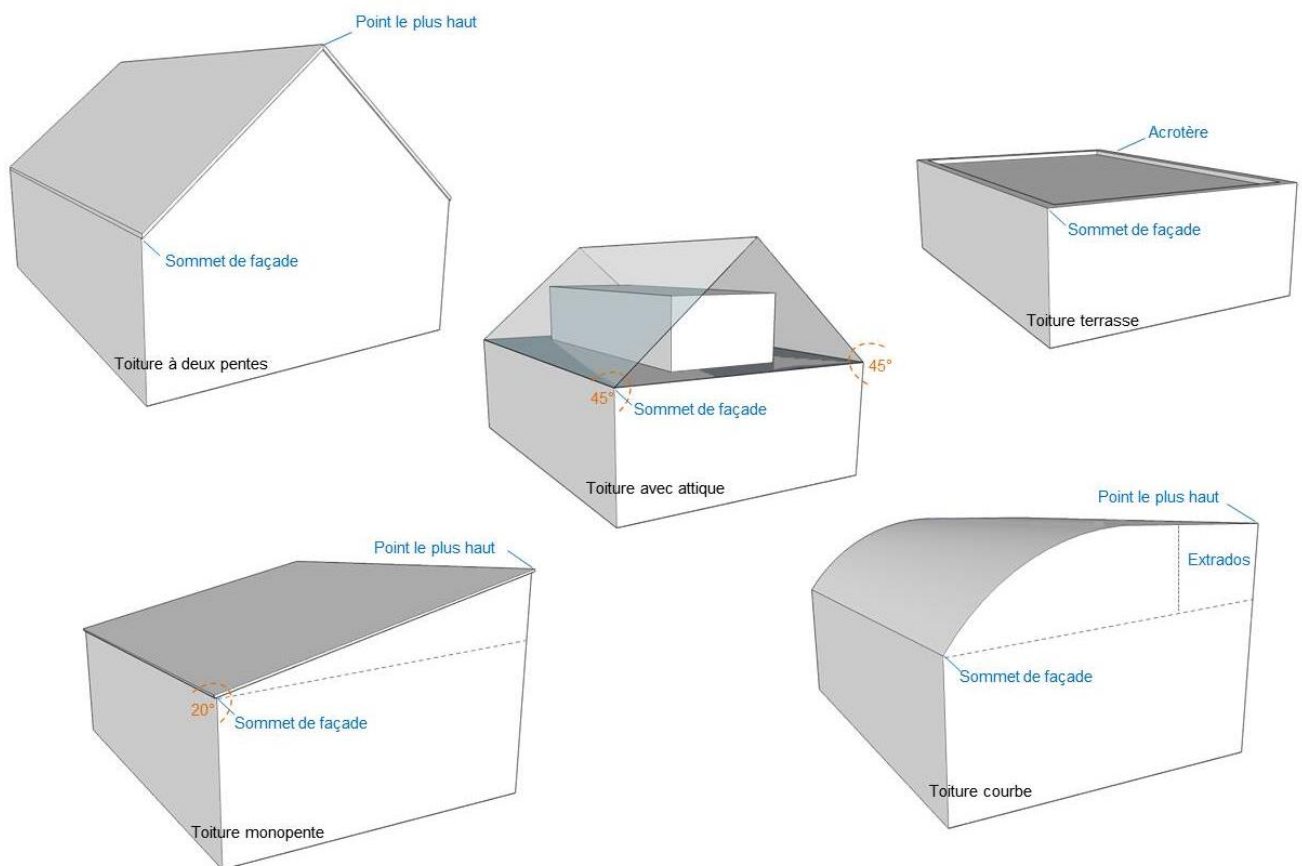 Point le plus haut
Sommet de façade
Toiture à deux pentes
Acrotère
Sommet de façade
Toiture terrasse
45°
45°
Sommet de façade
Toiture avec attique
Point le plus haut
20°
Sommet de façade
Toiture monopente
Point le plus haut
Extrados
Sommet de façade
Toiture courbe